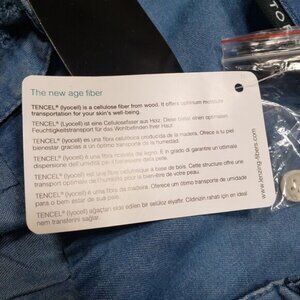 The new age fiber
TENCEL® (lyocell) is a cellulose fiber from wood. It offers optimum moisture
transportation for your skin's well-being.
TENCEL® (Lyocell) ist eine Cellulosefaser aus Holz. Diese bietet einen optimalen
Feuchtigkeitstransport für das Wohlbefinden Ihrer Haut.
TENCEL® (lyocell) es una fibra celulósica producida de la madera. Ofrece a tu piel
bienestar gracias a un óptimo transporte de la humedad.
TENCEL® (lyocell) è una fibra ricavata dal legno. È in grado di garantire un'ottimale
dispersione dell'umidità per il benessere della pelle.
TENCEL® (lyocell) est une fibre cellulosique à base de bois. Cette structure offre une
transport optimale de l'humidité pour le bien-être de votre peau.
TENCEL® (lyocell) é uma fibra da madeira. Oferece um ótimo transporte de umidade
para o bem estar de sua pele.
TENCEL® (lyocell) ağaçtan elde edilen bir selüloz elyaftır. Cildinizin rahatı için en ideal
nem transferini sağlar.
www.lenzing-fibers.com
TO